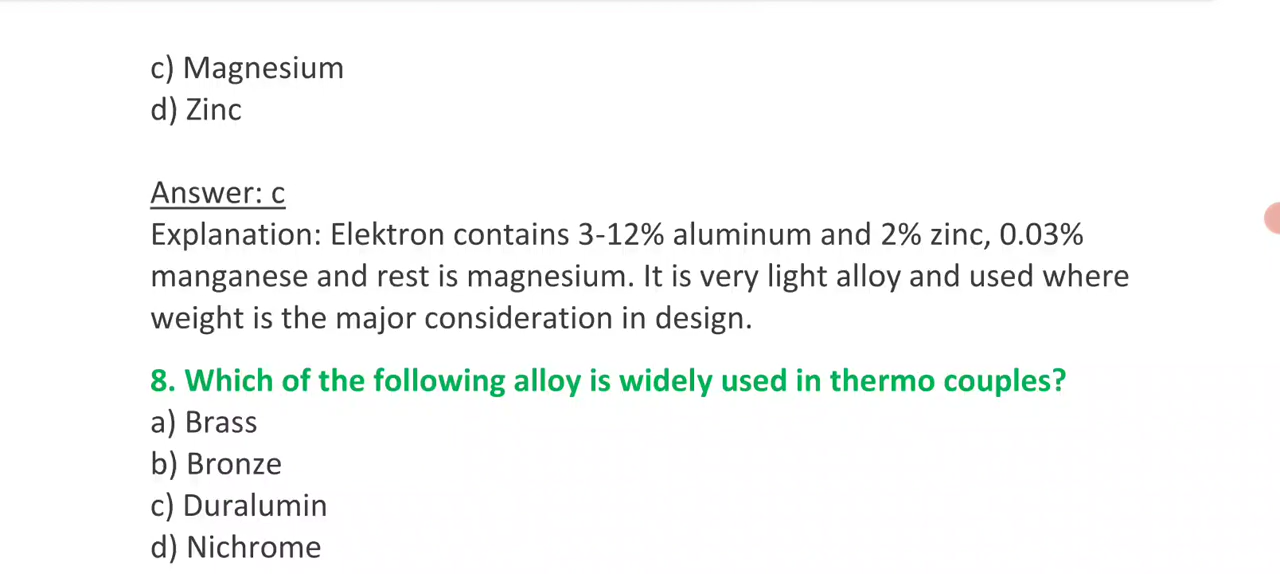 c) Magnesium
d) Zinc
Answer: c
Explanation: Elektron contains 3-12% aluminum and 2% zinc, 0.03%
manganese and rest is magnesium. It is very light alloy and used where
weight is the major consideration in design.
8. Which of the following alloy is widely used in thermo couples?
a) Brass
b) Bronze
c) Duralumin
d) Nichrome